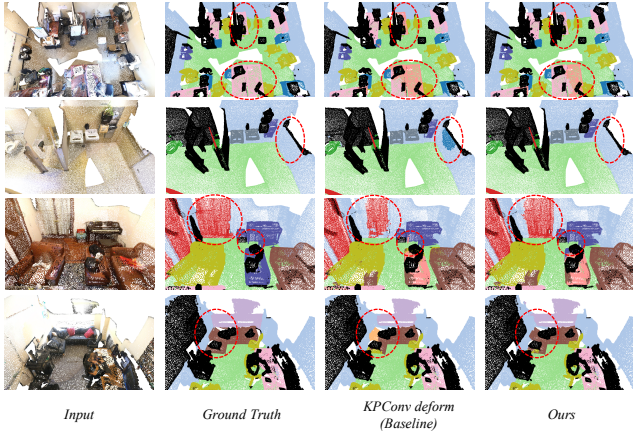 Input
Ground Truth
KPConv deform
(Baseline)
Ours